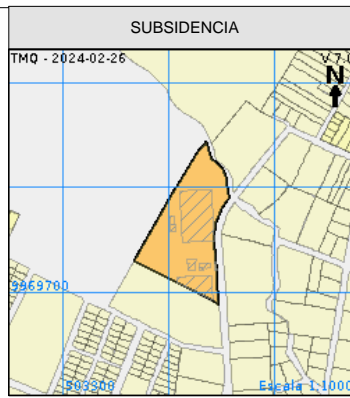 SUBSIDENCIA
TMQ - 2024-02-26
N
9969700
503300
Escala 1:1000